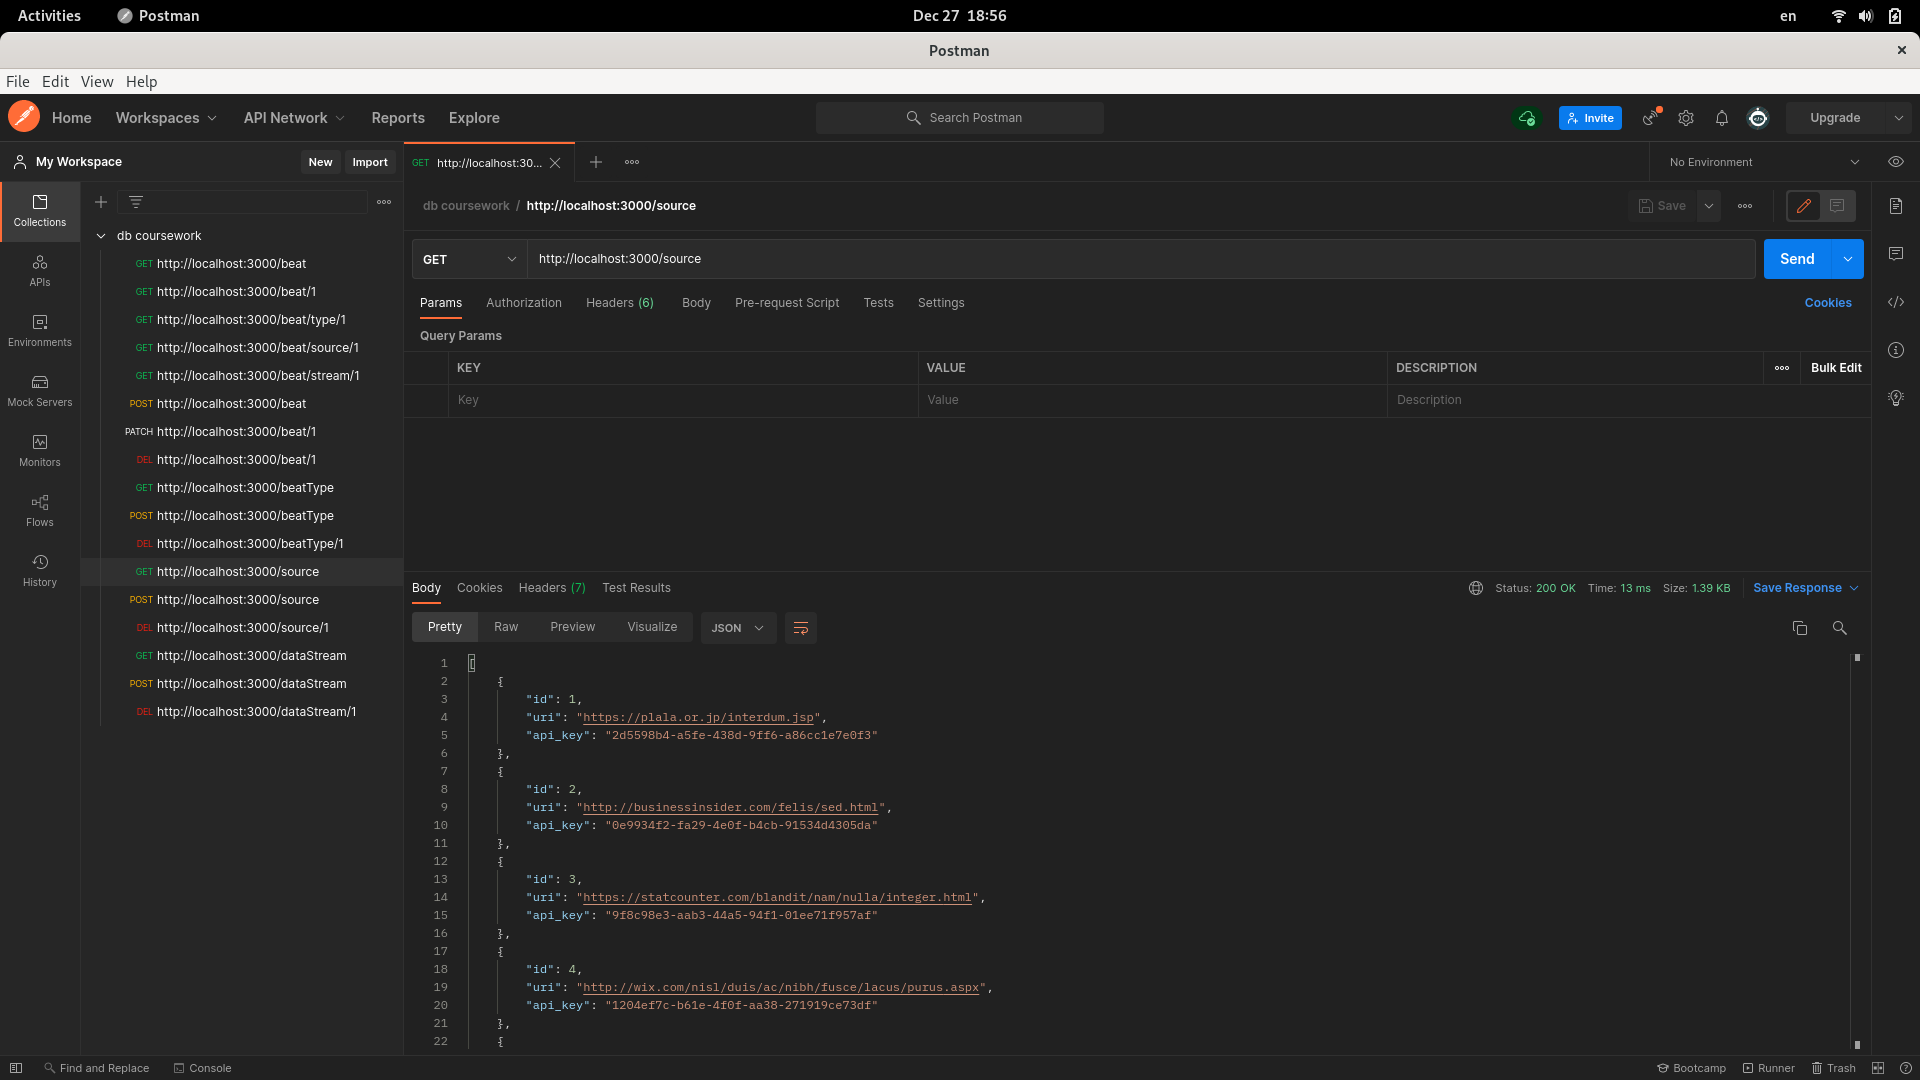 Activities Postman Dec 27 18:56 en
Postman
File Edit View Help
Home Workspaces API Network Reports Explore Search Postman Invite Upgrade
My Workspace New Import GET http://localhost:30... No Environment
db coursework / http://localhost:3000/source Save
Collections
APIs
Environments
Mock Servers
Monitors
Flows
History
db coursework
GET http://localhost:3000/beat
GET http://localhost:3000/beat/1
GET http://localhost:3000/beat/type/1
GET http://localhost:3000/beat/source/1
GET http://localhost:3000/beat/stream/1
POST http://localhost:3000/beat
PATCH http://localhost:3000/beat/1
DEL http://localhost:3000/beat/1
GET http://localhost:3000/beatType
POST http://localhost:3000/beatType
DEL http://localhost:3000/beatType/1
GET http://localhost:3000/source
POST http://localhost:3000/source
DEL http://localhost:3000/source/1
GET http://localhost:3000/dataStream
POST http://localhost:3000/dataStream
DEL http://localhost:3000/dataStream/1
GET http://localhost:3000/source Send
Params Authorization Headers (6) Body Pre-request Script Tests Settings Cookies
Query Params
KEY VALUE DESCRIPTION Bulk Edit
Key Value Description
Body Cookies Headers (7) Test Results Status: 200 OK Time: 13 ms Size: 1.39 KB Save Response
Pretty Raw Preview Visualize JSON
1 [
2 {
3 "id": 1,
4 "uri": "https://plala.or.jp/interdum.jsp",
5 "api_key": "2d5598b4-a5fe-438d-9ff6-a86cc1e7e0f3"
6 },
7 {
8 "id": 2,
9 "uri": "http://businessinsider.com/felis/sed.html",
10 "api_key": "0e9934f2-fa29-4e0f-b4cb-91534d4305da"
11 },
12 {
13 "id": 3,
14 "uri": "https://statcounter.com/blandit/nam/nulla/integer.html",
15 "api_key": "9f8c98e3-aab3-44a5-94f1-01ee71f957af"
16 },
17 {
18 "id": 4,
19 "uri": "http://wix.com/nisl/duis/ac/nibh/fusce/lacus/purus.aspx",
20 "api_key": "1204ef7c-b61e-4f0f-aa38-271919ce73df"
21 },
22 {
Find and Replace Console Bootcamp Runner Trash